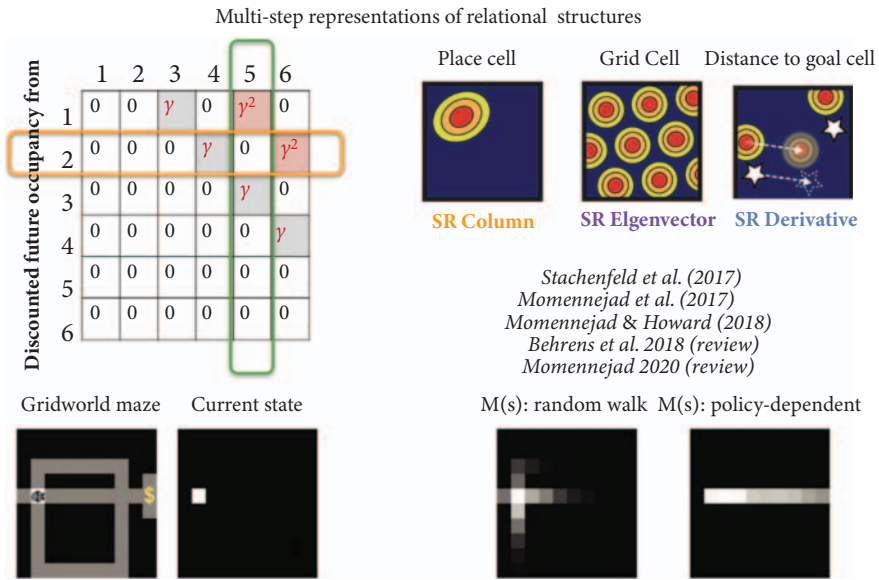 Multi-step representations of relational structures
Discounted future occupancy from
1 2 3 4 5 6
1 0 0 γ 0 γ² 0
2 0 0 0 γ 0 γ²
3 0 0 0 0 γ 0
4 0 0 0 0 0 γ
5 0 0 0 0 0 0
6 0 0 0 0 0 0
Place cell Grid Cell Distance to goal cell
SR Column SR Elgenvector SR Derivative
Stachenfeld et al. (2017)
Momennejad et al. (2017)
Momennejad & Howard (2018)
Behrens et al. 2018 (review)
Momennejad 2020 (review)
Gridworld maze Current state M(s): random walk M(s): policy-dependent
$